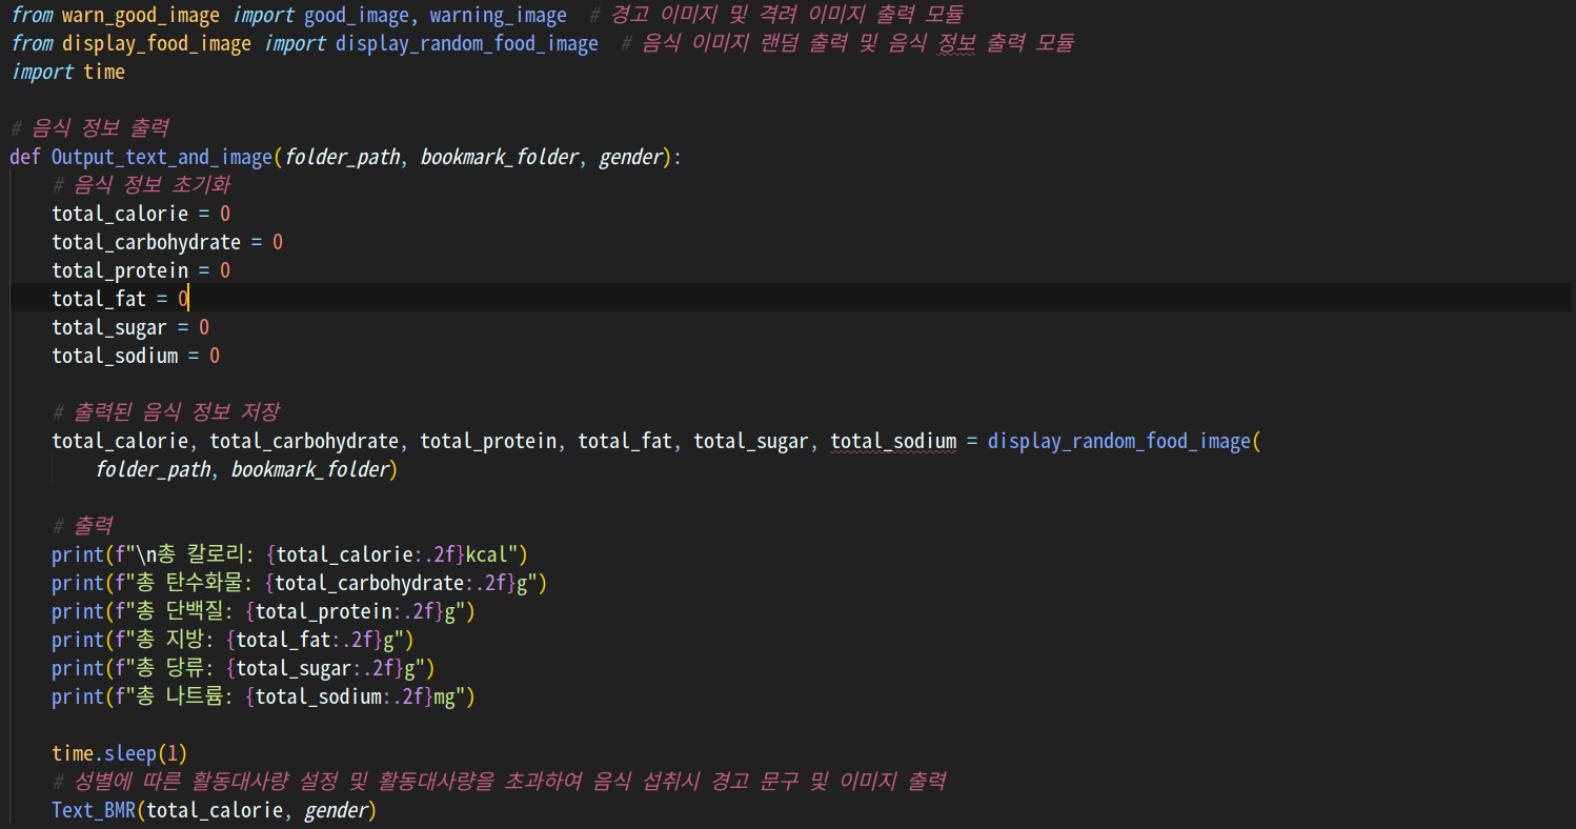 from warn_good_image import good_image, warning_image  # 경고 이미지 및 격려 이미지 출력 모듈
from display_food_image import display_random_food_image  # 음식 이미지 랜덤 출력 및 음식 정보 출력 모듈
import time

# 음식 정보 출력
def Output_text_and_image(folder_path, bookmark_folder, gender):
    # 음식 정보 초기화
    total_calorie = 0
    total_carbohydrate = 0
    total_protein = 0
    total_fat = 0
    total_sugar = 0
    total_sodium = 0

    # 출력된 음식 정보 저장
    total_calorie, total_carbohydrate, total_protein, total_fat, total_sugar, total_sodium = display_random_food_image(
        folder_path, bookmark_folder)

    # 출력
    print(f"\n총 칼로리: {total_calorie:.2f}kcal")
    print(f"총 탄수화물: {total_carbohydrate:.2f}g")
    print(f"총 단백질: {total_protein:.2f}g")
    print(f"총 지방: {total_fat:.2f}g")
    print(f"총 당류: {total_sugar:.2f}g")
    print(f"총 나트륨: {total_sodium:.2f}mg")

    time.sleep(1)
    # 성별에 따른 활동대사량 설정 및 활동대사량을 초과하여 음식 섭취시 경고 문구 및 이미지 출력
    Text_BMR(total_calorie, gender)